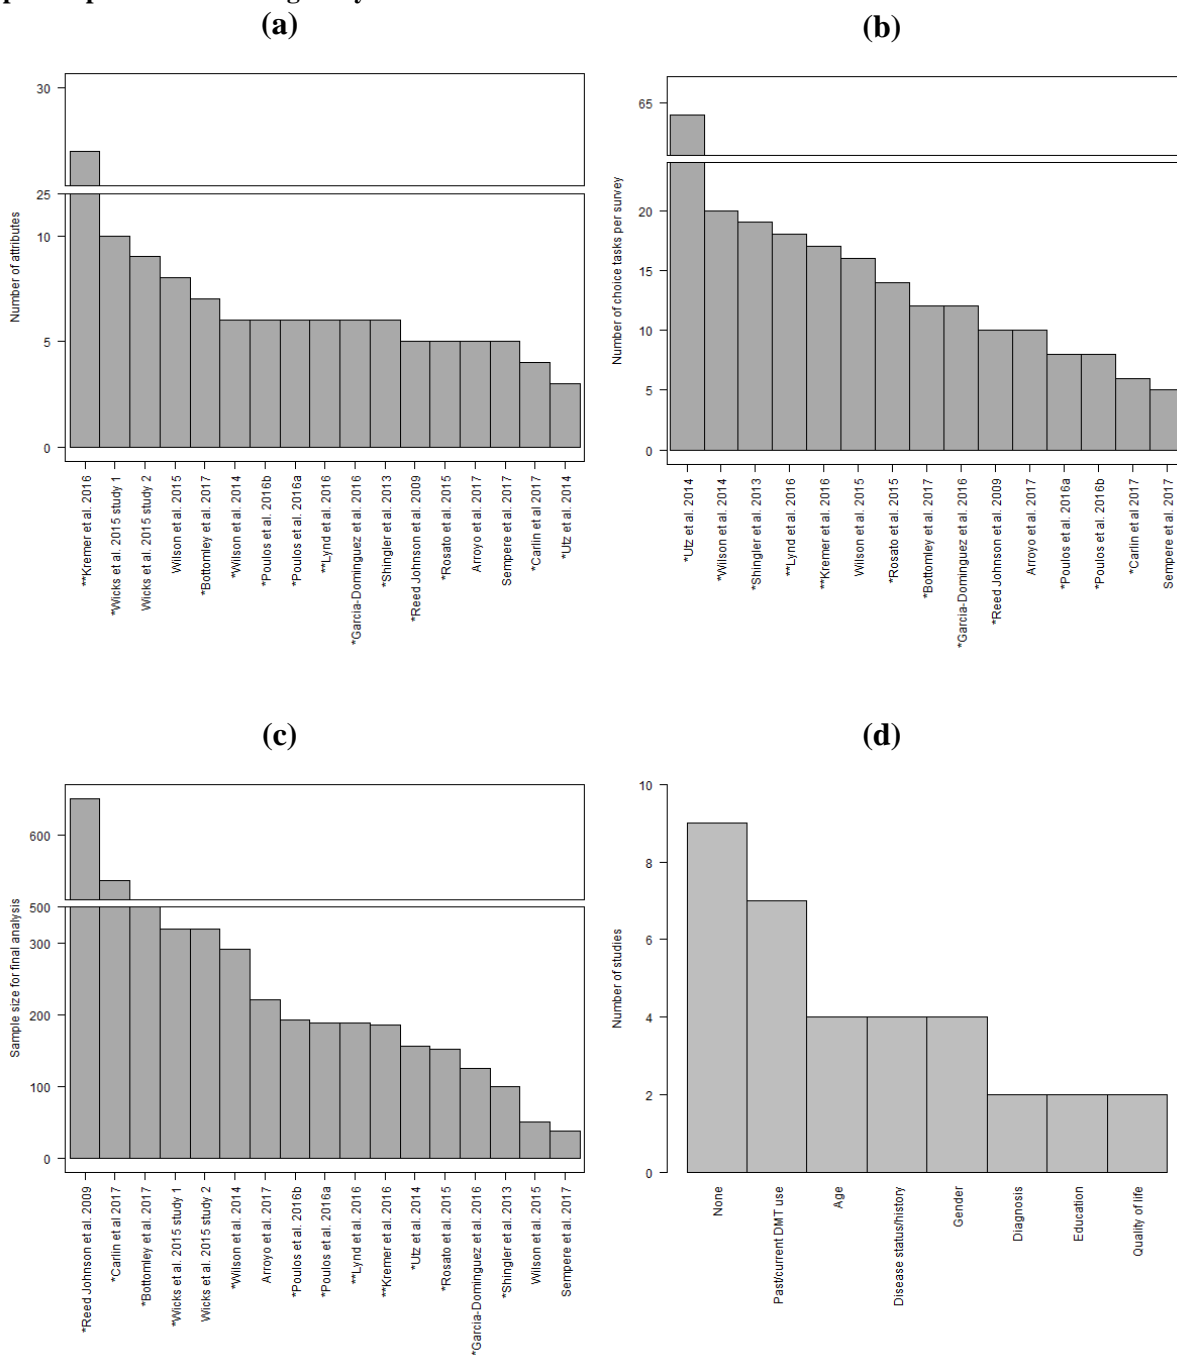 (a)
30
25
10
5
0
Number of attributes
**Kremer et al. 2016
*Wicks et al. 2015 study 1
Wicks et al. 2015 study 2
Wilson et al. 2015
*Bottomley et al. 2017
*Wilson et al. 2014
*Poulos et al. 2016b
*Poulos et al. 2016a
**Lynd et al. 2016
*Garcia-Dominguez et al. 2016
*Shingler et al. 2013
*Reed Johnson et al. 2009
*Rosato et al. 2015
Arroyo et al. 2017
Sempere et al. 2017
*Carlin et al 2017
*Utz et al. 2014
(b)
65
20
15
10
5
0
Number of choice tasks per survey
*Utz et al. 2014
*Wilson et al. 2014
*Shingler et al. 2013
**Lynd et al. 2016
**Kremer et al. 2016
Wilson et al. 2015
*Rosato et al. 2015
*Bottomley et al. 2017
*Garcia-Dominguez et al. 2016
*Reed Johnson et al. 2009
Arroyo et al. 2017
*Poulos et al. 2016a
*Poulos et al. 2016b
*Carlin et al 2017
Sempere et al. 2017
(c)
600
500
300
200
100
0
Sample size for final analysis
*Reed Johnson et al. 2009
*Carlin et al 2017
*Bottomley et al. 2017
*Wicks et al. 2015 study 1
Wicks et al. 2015 study 2
*Wilson et al. 2014
Arroyo et al. 2017
*Poulos et al. 2016b
*Poulos et al. 2016a
**Lynd et al. 2016
**Kremer et al. 2016
*Utz et al. 2014
*Rosato et al. 2015
*Garcia-Dominguez et al. 2016
*Shingler et al. 2013
Wilson et al. 2015
Sempere et al. 2017
(d)
10
8
6
4
2
0
Number of studies
None
Past/current DMT use
Age
Disease status/history
Gender
Diagnosis
Education
Quality of life